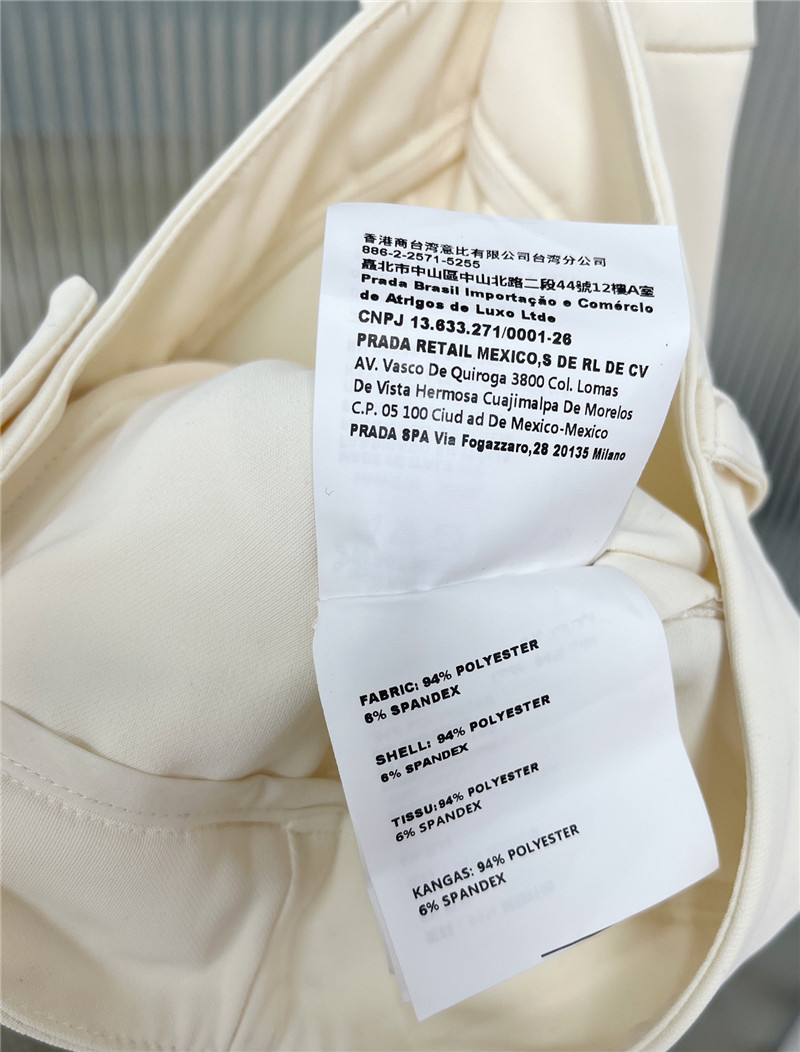 香港商台湾意比有限公司台湾分公司
886-2-2571-5255
臺北市中山區中山北路二段44號12樓A室
Prada Brasil Importação e Comércio
de Atrigos de Luxo Ltde
CNPJ 13.633.271/0001-26
PRADA RETAIL MEXICO,S DE RL DE CV
AV. Vasco De Quiroga 3800 Col. Lomas
De Vista Hermosa Cuajimalpa De Morelos
C.P. 05 100 Ciud ad De Mexico-Mexico
PRADA SPA Via Fogazzaro,28 20135 Milano
FABRIC: 94% POLYESTER
6% SPANDEX
SHELL: 94% POLYESTER
6% SPANDEX
TISSU:94% POLYESTER
6% SPANDEX
KANGAS: 94% POLYESTER
6% SPANDEX